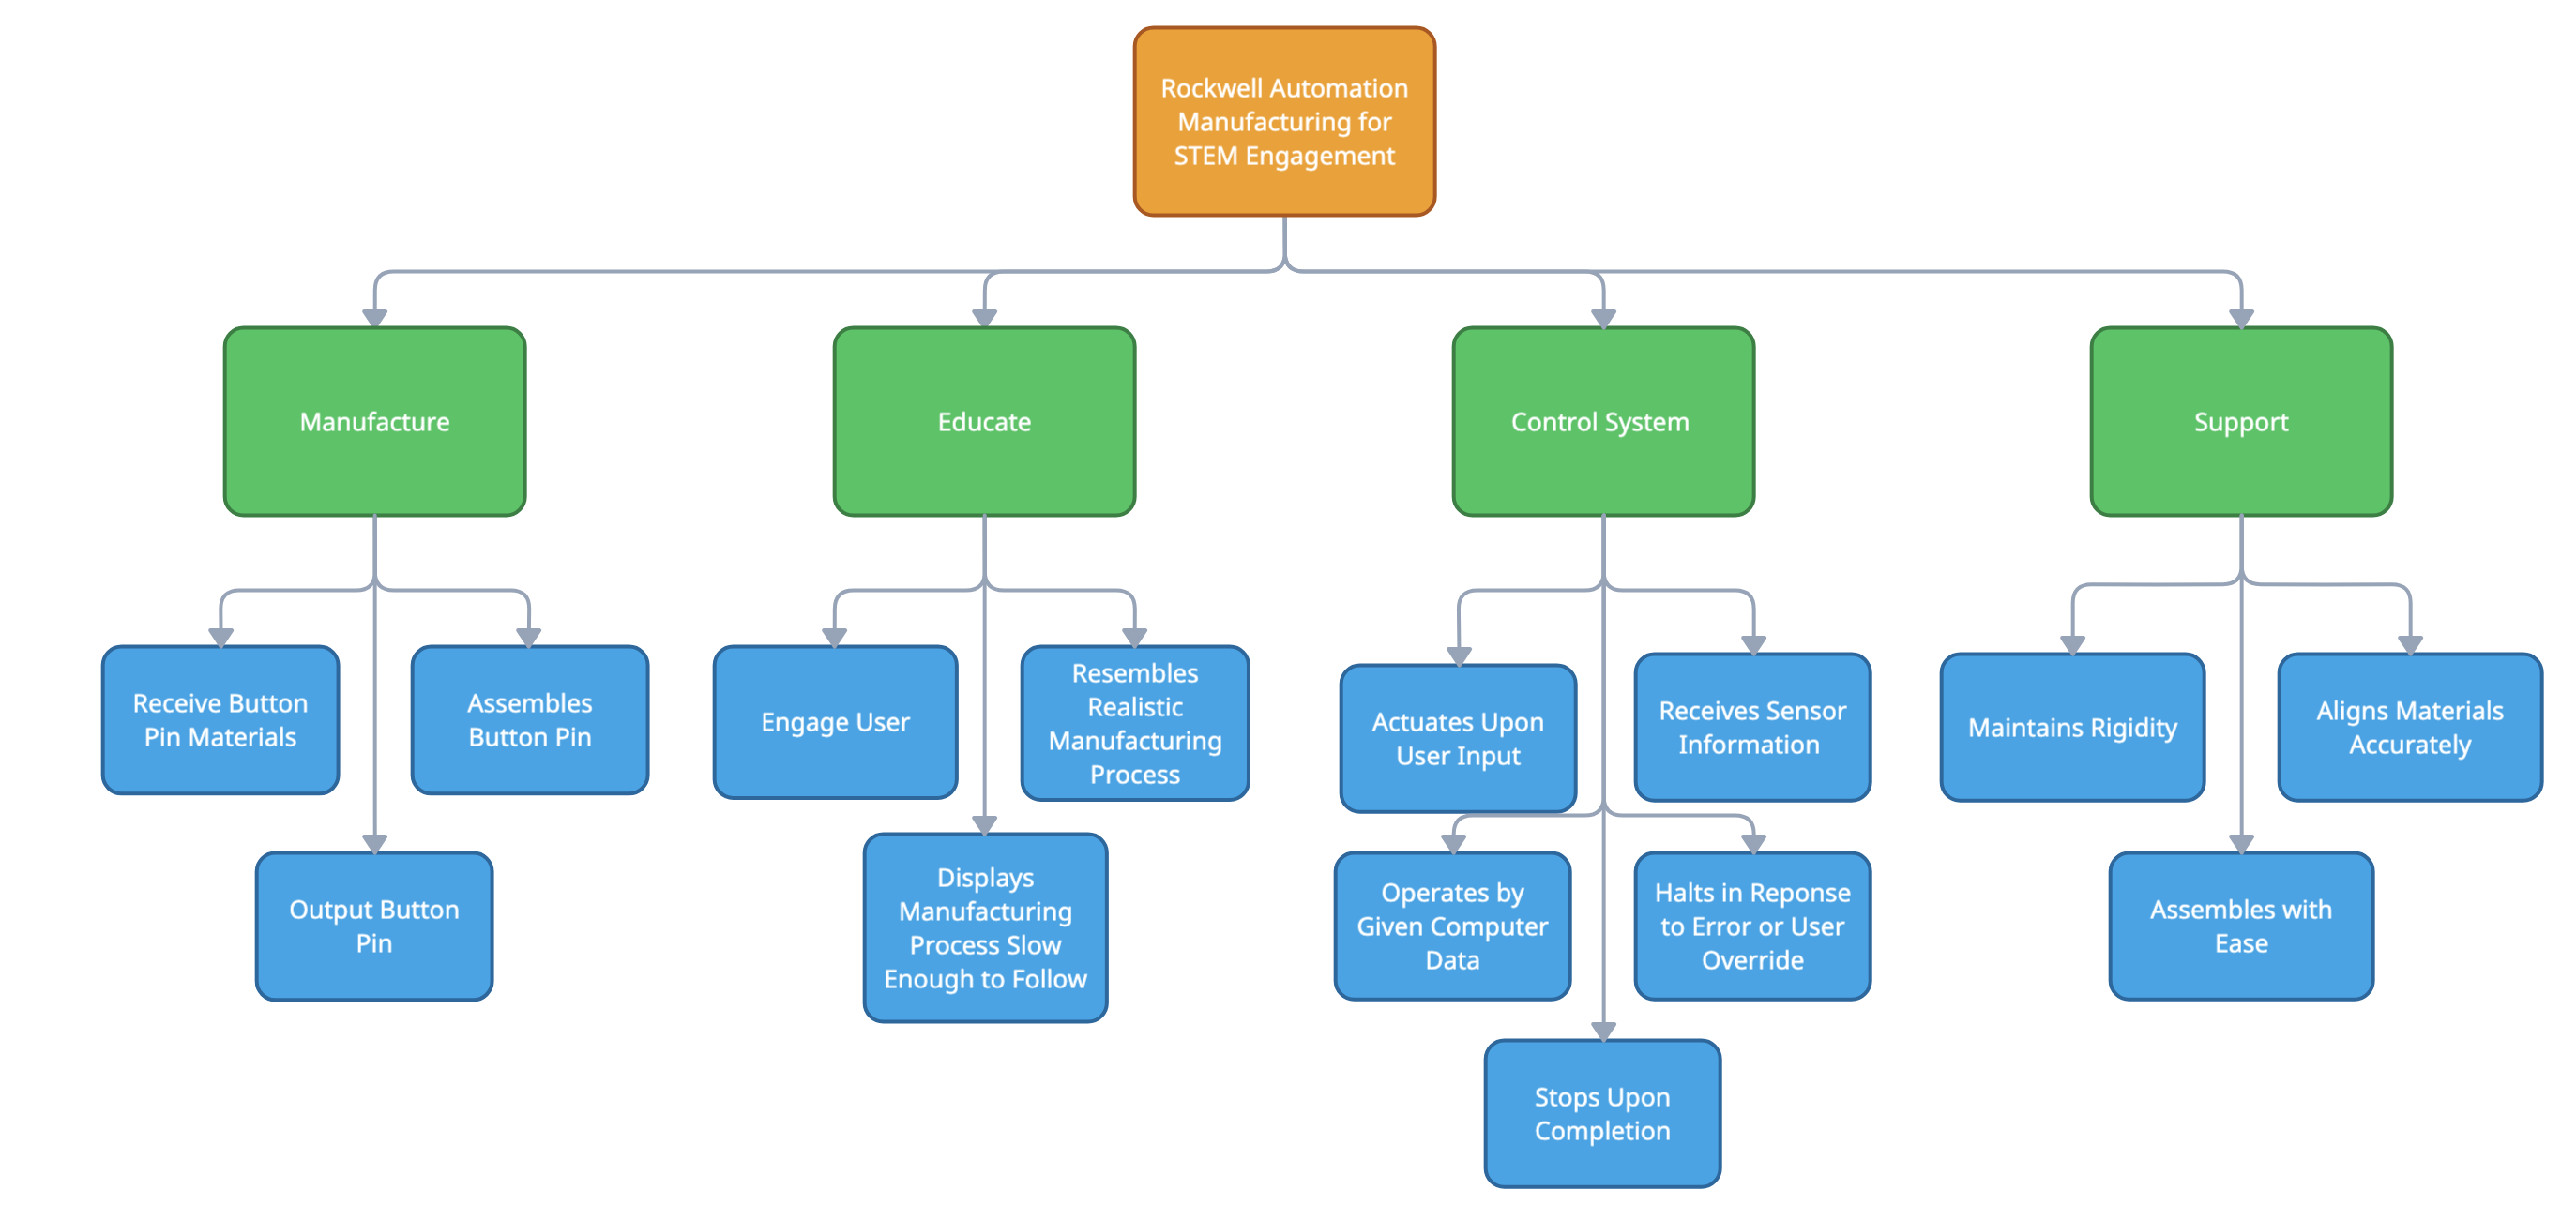 Rockwell Automation
Manufacturing for
STEM Engagement
Manufacture
Educate
Control System
Support
Receive Button
Pin Materials
Assembles
Button Pin
Engage User
Resembles
Realistic
Manufacturing
Process
Actuates Upon
User Input
Receives Sensor
Information
Maintains Rigidity
Aligns Materials
Accurately
Output Button
Pin
Displays
Manufacturing
Process Slow
Enough to Follow
Operates by
Given Computer
Data
Halts in Reponse
to Error or User
Override
Assembles with
Ease
Stops Upon
Completion